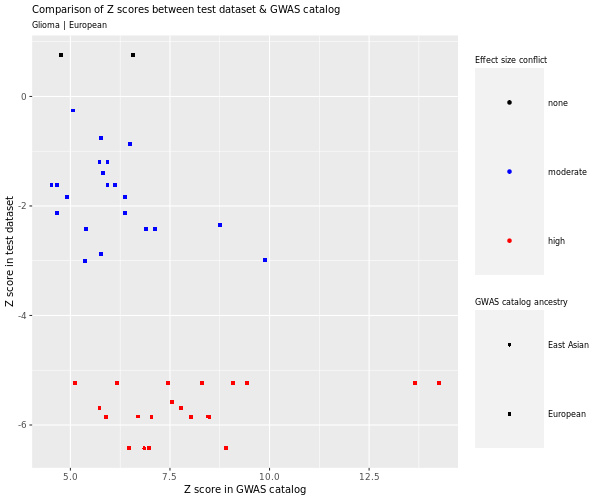 Comparison of Z scores between test dataset & GWAS catalog
Glioma | European
Z score in test dataset
0
-2
-4
-6
5.0
7.5
10.0
12.5
Z score in GWAS catalog
Effect size conflict
none
moderate
high
GWAS catalog ancestry
East Asian
European